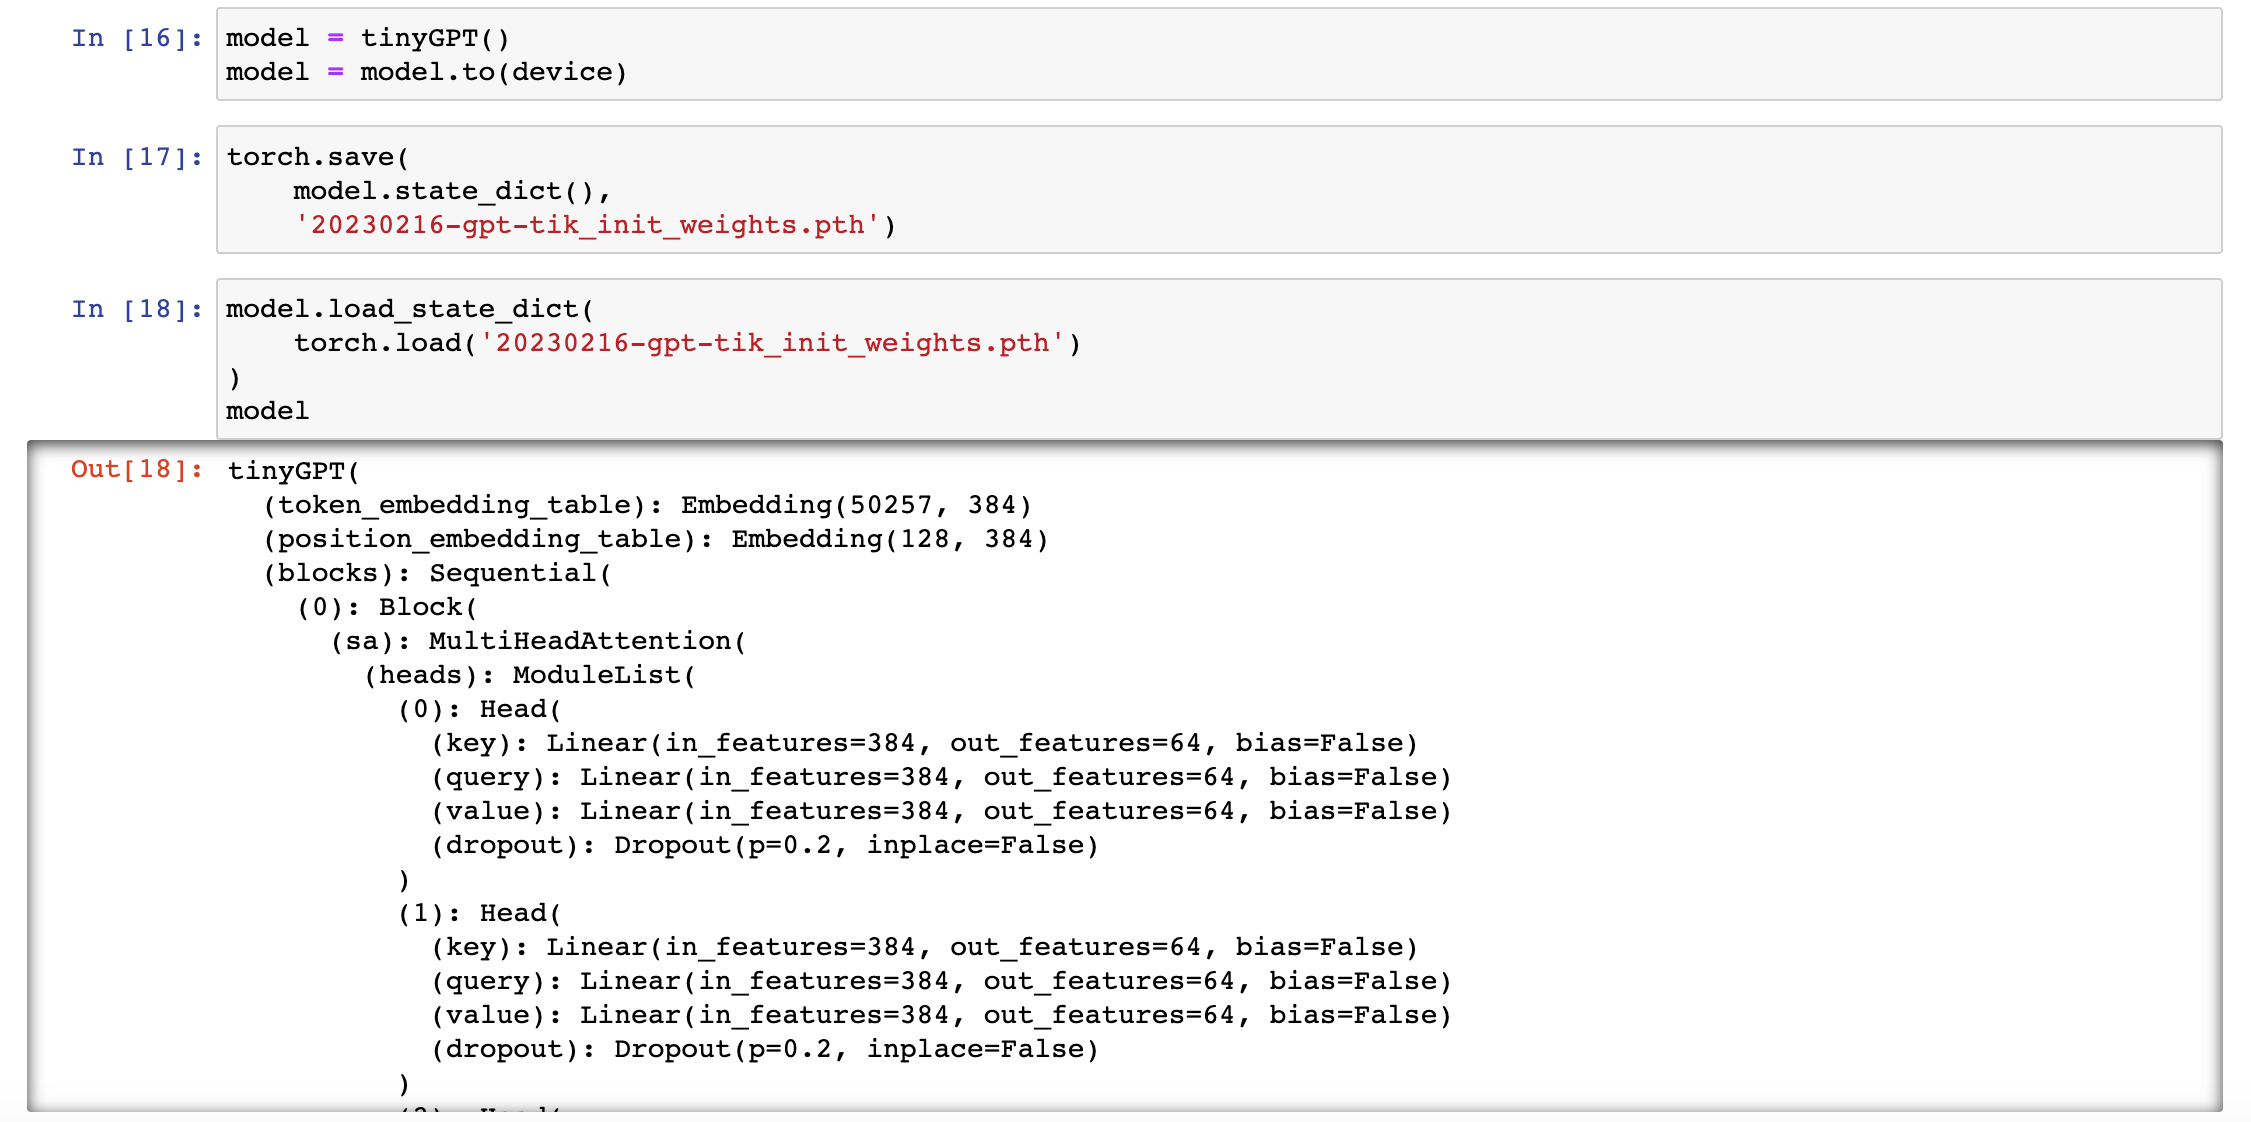 In [16]: model = tinyGPT()
model = model.to(device)
In [17]: torch.save(
    model.state_dict(),
    '20230216-gpt-tik_init_weights.pth')
In [18]: model.load_state_dict(
    torch.load('20230216-gpt-tik_init_weights.pth')
)
model
Out[18]: tinyGPT(
  (token_embedding_table): Embedding(50257, 384)
  (position_embedding_table): Embedding(128, 384)
  (blocks): Sequential(
    (0): Block(
      (sa): MultiHeadAttention(
        (heads): ModuleList(
          (0): Head(
            (key): Linear(in_features=384, out_features=64, bias=False)
            (query): Linear(in_features=384, out_features=64, bias=False)
            (value): Linear(in_features=384, out_features=64, bias=False)
            (dropout): Dropout(p=0.2, inplace=False)
          )
          (1): Head(
            (key): Linear(in_features=384, out_features=64, bias=False)
            (query): Linear(in_features=384, out_features=64, bias=False)
            (value): Linear(in_features=384, out_features=64, bias=False)
            (dropout): Dropout(p=0.2, inplace=False)
          )